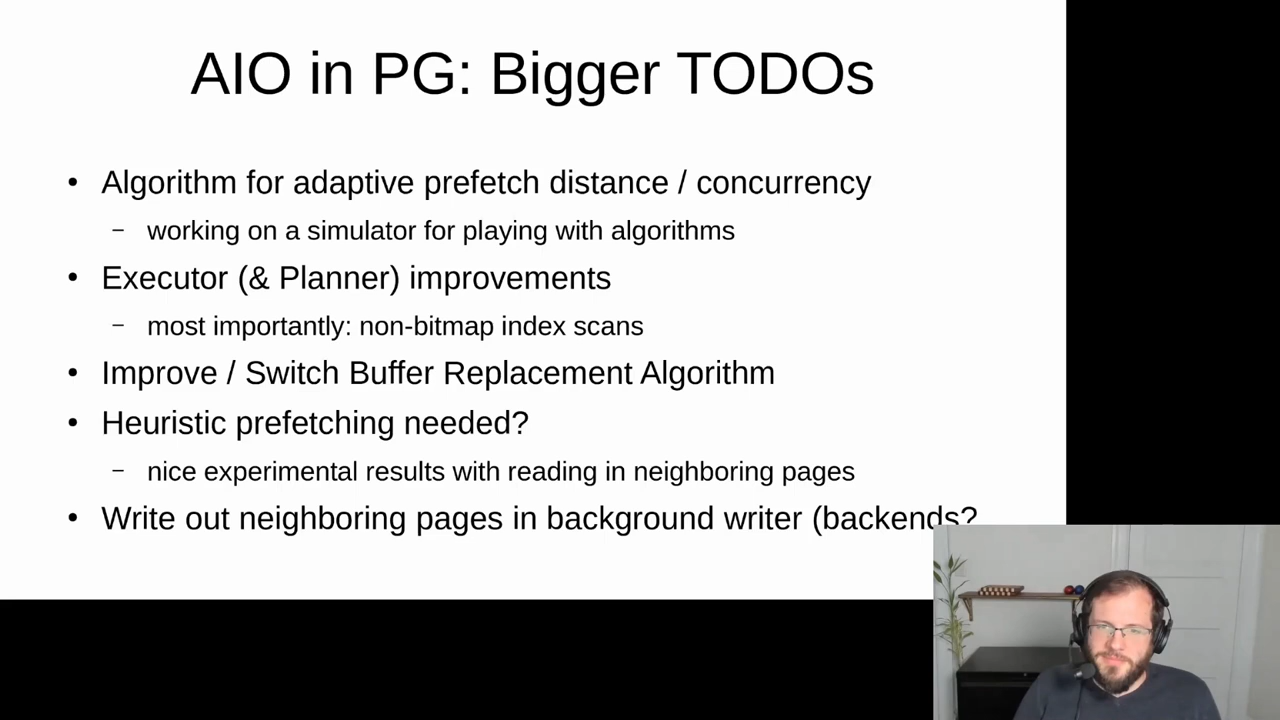 AIO in PG: Bigger TODOs
• Algorithm for adaptive prefetch distance / concurrency
– working on a simulator for playing with algorithms
• Executor (& Planner) improvements
– most importantly: non-bitmap index scans
• Improve / Switch Buffer Replacement Algorithm
• Heuristic prefetching needed?
– nice experimental results with reading in neighboring pages
• Write out neighboring pages in background writer (backends?